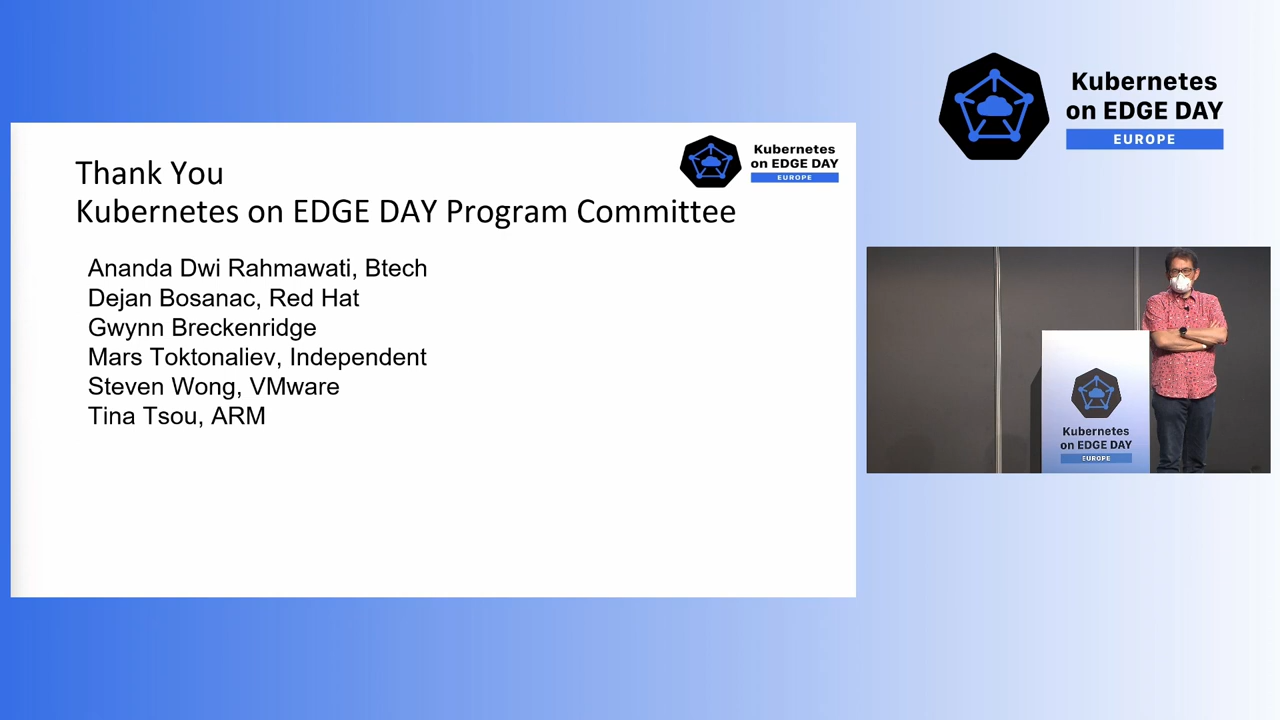 Kubernetes
on EDGE DAY
EUROPE
Thank You
Kubernetes on EDGE DAY Program Committee
Kubernetes
on EDGE DAY
EUROPE
Ananda Dwi Rahmawati, Btech
Dejan Bosanac, Red Hat
Gwynn Breckenridge
Mars Toktonaliev, Independent
Steven Wong, VMware
Tina Tsou, ARM
Kubernetes
on EDGE DAY
EUROPE